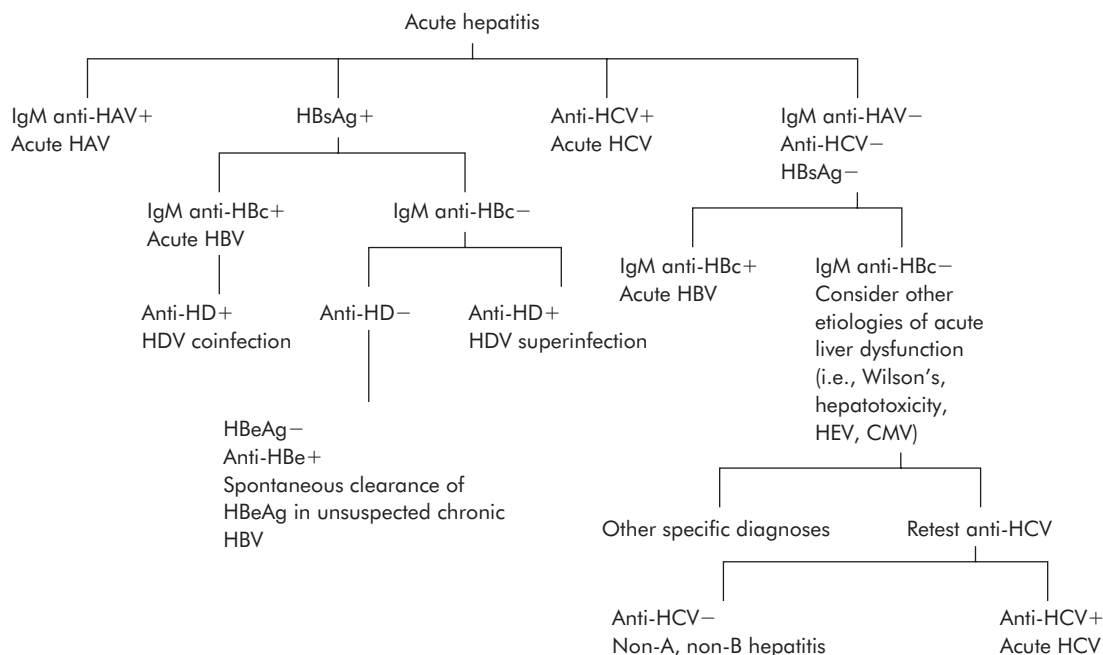 Acute hepatitis
IgM anti-HAV+
Acute HAV
HBsAg+
Anti-HCV+
Acute HCV
IgM anti-HAV−
Anti-HCV−
HBsAg−
IgM anti-HBc+
Acute HBV
IgM anti-HBc−
IgM anti-HBc+
Acute HBV
IgM anti-HBc−
Consider other
etiologies of acute
liver dysfunction
(i.e., Wilson's,
hepatotoxicity,
HEV, CMV)
Anti-HD+
HDV coinfection
Anti-HD−
Anti-HD+
HDV superinfection
HBeAg−
Anti-HBe+
Spontaneous clearance of
HBeAg in unsuspected chronic
HBV
Other specific diagnoses
Retest anti-HCV
Anti-HCV−
Non-A, non-B hepatitis
Anti-HCV+
Acute HCV